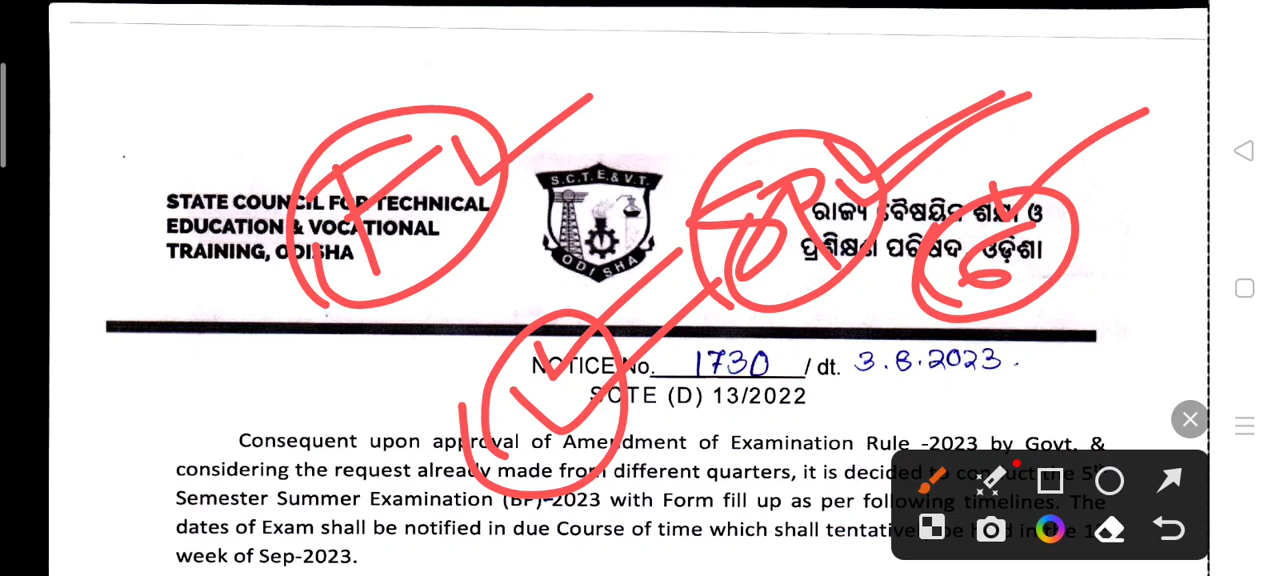 STATE COUNCIL FOR TECHNICAL
EDUCATION & VOCATIONAL
TRAINING, ODISHA
S.C.T.E.& V.T.
ODISHA
ରାଜ୍ୟ ବୈଷୟିକ ଶିକ୍ଷା ଓ
ପ୍ରଶିକ୍ଷଣ ପରିଷଦ ଓଡ଼ିଶା
NOTICE No. 1730 / dt. 3.8.2023.
SCTE (D) 13/2022
Consequent upon approval of Amendment of Examination Rule -2023 by Govt. &
considering the request already made from different quarters, it is decided to conduct the 5th
Semester Summer Examination (BP)-2023 with Form fill up as per following timelines. The
dates of Exam shall be notified in due Course of time which shall tentatively be held in the 1st
week of Sep-2023.